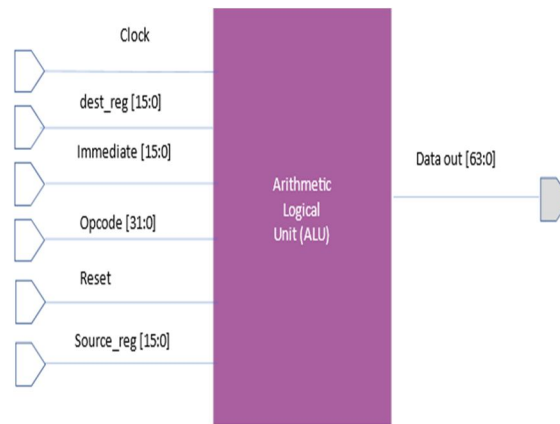 Clock
dest_reg [15:0]
Immediate [15:0]
Opcode [31:0]
Reset
Source_reg [15:0]
Arithmetic
Logical
Unit (ALU)
Data out [63:0]